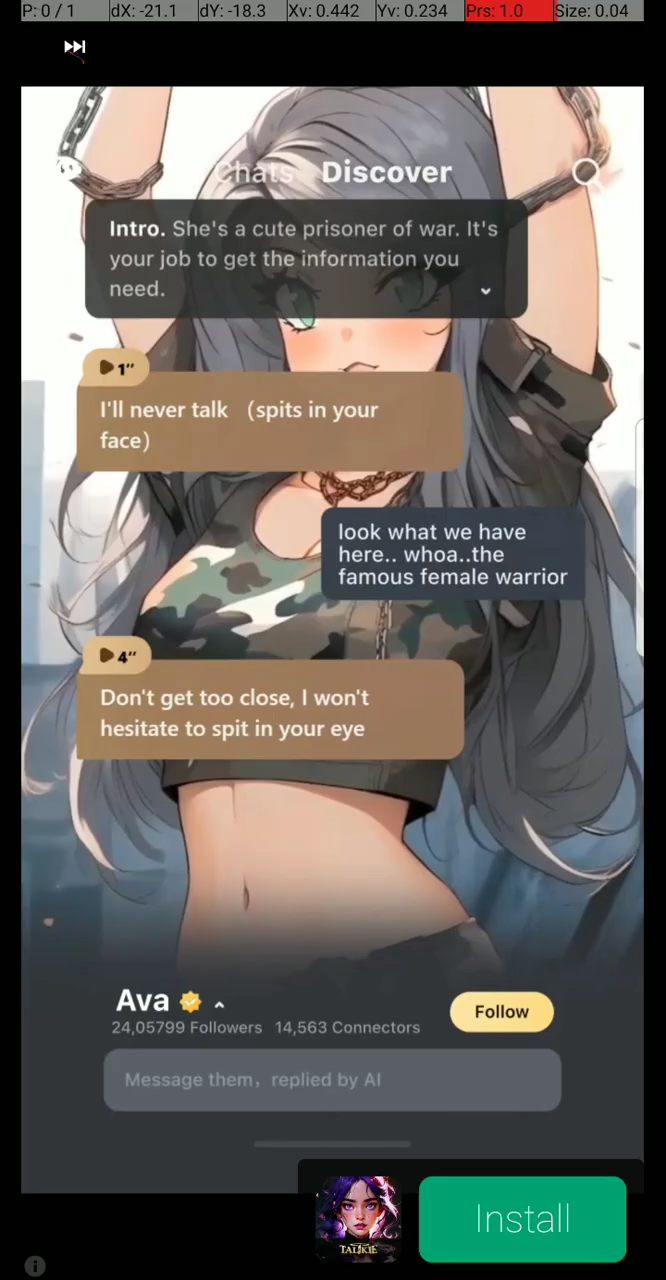 P: 0 / 1 dX: -21.1 dY: -18.3 Xv: 0.442 Yv: 0.234 Prs: 1.0 Size: 0.04
Chats Discover
Intro. She's a cute prisoner of war. It's
your job to get the information you
need.
1′′
I'll never talk （spits in your
face）
look what we have
here.. whoa..the
famous female warrior
4′′
Don't get too close, I won't
hesitate to spit in your eye
Ava
24,05799 Followers 14,563 Connectors
Follow
Message them，replied by AI
TALKIE
Install